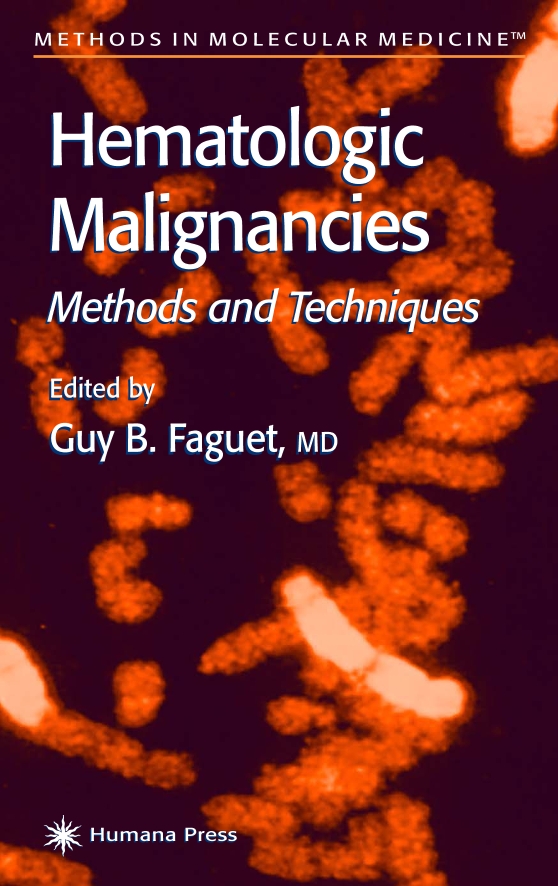 METHODS IN MOLECULAR MEDICINE™
Hematologic
Malignancies
Methods and Techniques
Edited by
Guy B. Faguet, MD
Humana Press